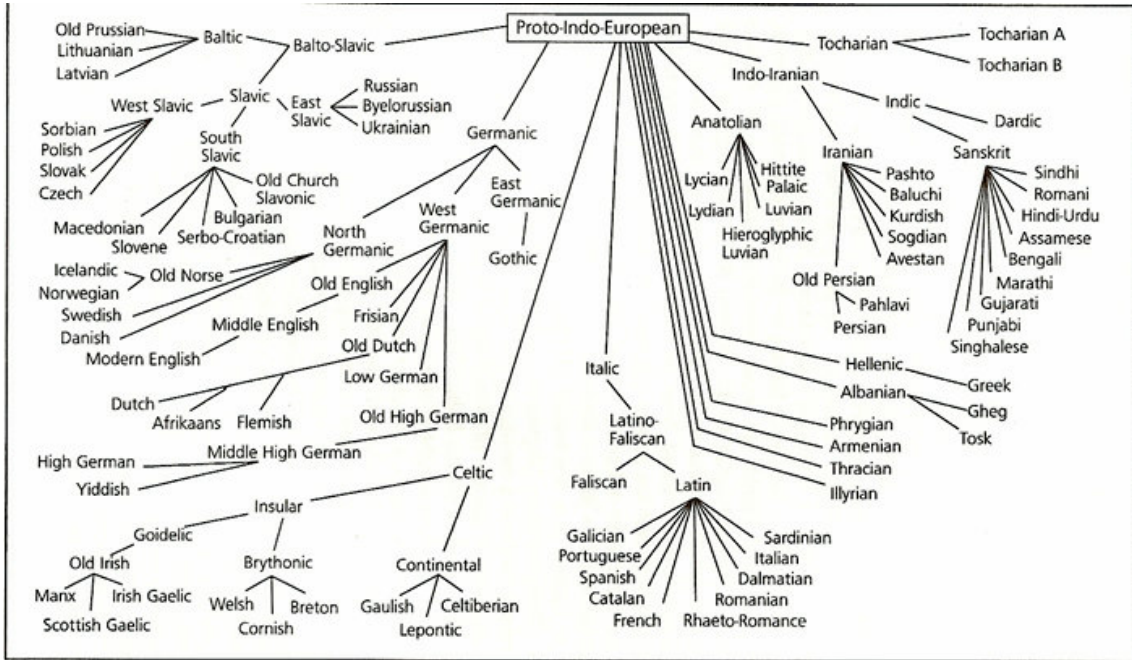 Proto-Indo-European
Balto-Slavic
Baltic
Old Prussian
Lithuanian
Latvian
Slavic
West Slavic
Sorbian
Polish
Slovak
Czech
East
Slavic
Russian
Byelorussian
Ukrainian
South
Slavic
Old Church
Slavonic
Bulgarian
Serbo-Croatian
Slovene
Macedonian
Germanic
North
Germanic
Old Norse
Icelandic
Norwegian
Swedish
Danish
West
Germanic
Old English
Middle English
Modern English
Frisian
Old Dutch
Dutch
Afrikaans
Flemish
Low German
Old High German
Middle High German
High German
Yiddish
East
Germanic
Gothic
Celtic
Insular
Goidelic
Old Irish
Manx
Scottish Gaelic
Irish Gaelic
Brythonic
Welsh
Cornish
Breton
Continental
Gaulish
Lepontic
Celtiberian
Italic
Latino-
Faliscan
Faliscan
Latin
Galician
Portuguese
Spanish
Catalan
French
Rhaeto-Romance
Romanian
Dalmatian
Italian
Sardinian
Anatolian
Lycian
Lydian
Hieroglyphic
Luvian
Luvian
Palaic
Hittite
Tocharian
Tocharian A
Tocharian B
Indo-Iranian
Iranian
Pashto
Baluchi
Kurdish
Sogdian
Avestan
Old Persian
Pahlavi
Persian
Indic
Dardic
Sanskrit
Sindhi
Romani
Hindi-Urdu
Assamese
Bengali
Marathi
Gujarati
Punjabi
Singhalese
Hellenic
Greek
Albanian
Gheg
Tosk
Phrygian
Armenian
Thracian
Illyrian